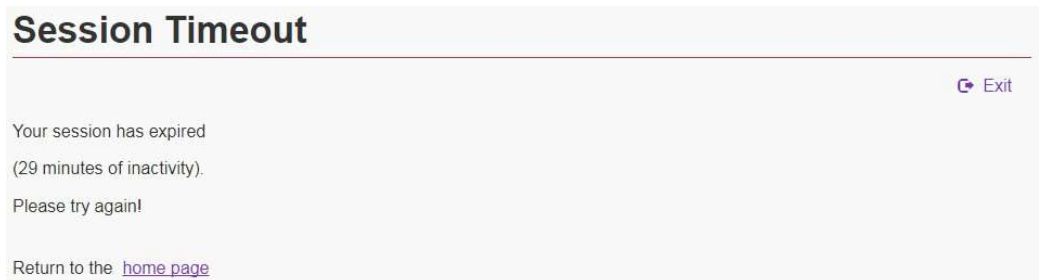 Session Timeout
Exit
Your session has expired
(29 minutes of inactivity).
Please try again!
Return to the home page